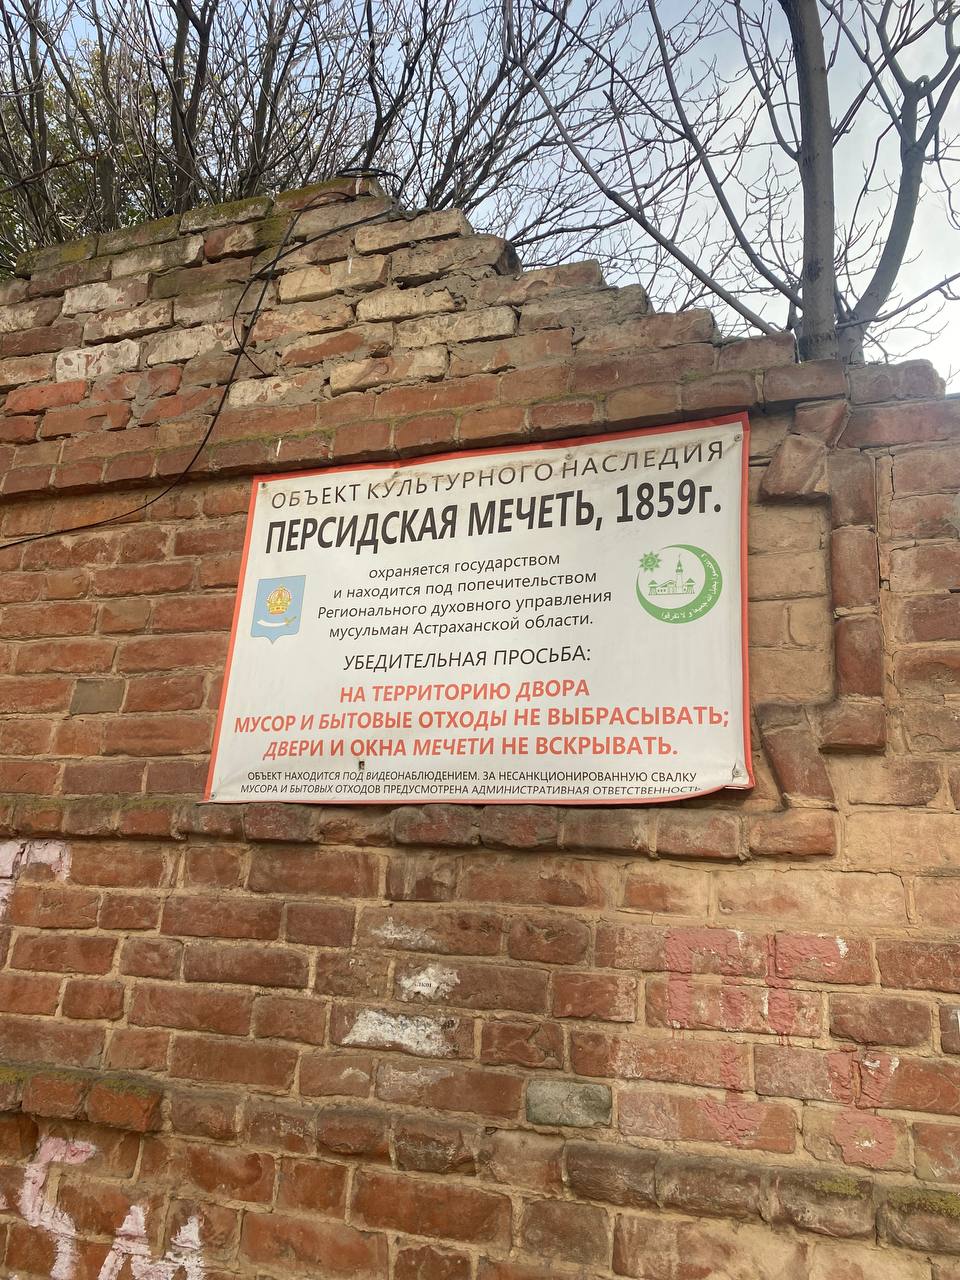 ОБЪЕКТ КУЛЬТУРНОГО НАСЛЕДИЯ
ПЕРСИДСКАЯ МЕЧЕТЬ, 1859г.
охраняется государством
и находится под попечительством
Регионального духовного управления
мусульман Астраханской области.
УБЕДИТЕЛЬНАЯ ПРОСЬБА:
НА ТЕРРИТОРИЮ ДВОРА
МУСОР И БЫТОВЫЕ ОТХОДЫ НЕ ВЫБРАСЫВАТЬ;
ДВЕРИ И ОКНА МЕЧЕТИ НЕ ВСКРЫВАТЬ.
ОБЪЕКТ НАХОДИТСЯ ПОД ВИДЕОНАБЛЮДЕНИЕМ. ЗА НЕСАНКЦИОНИРОВАННУЮ СВАЛКУ
МУСОРА И БЫТОВЫХ ОТХОДОВ ПРЕДУСМОТРЕНА АДМИНИСТРАТИВНАЯ ОТВЕТСТВЕННОСТЬ.